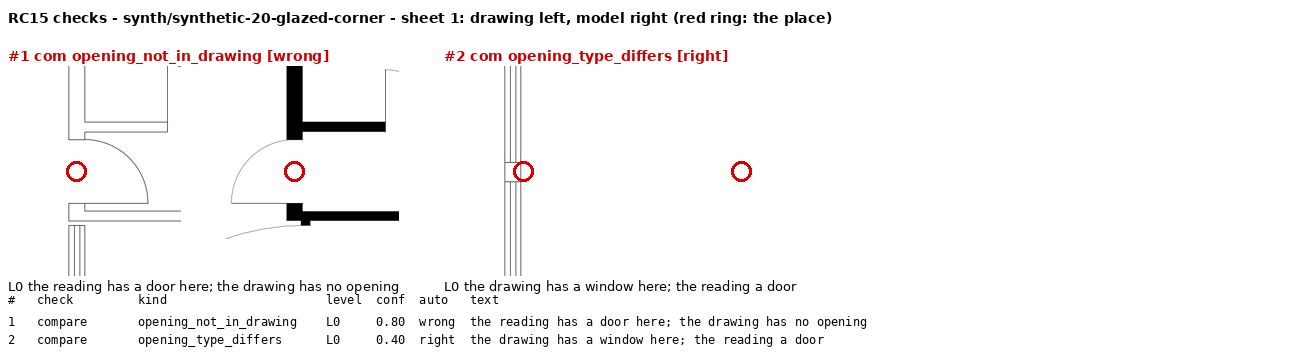 RC15 checks - synth/synthetic-20-glazed-corner - sheet 1: drawing left, model right (red ring: the place)
#1 com opening_not_in_drawing [wrong]
#2 com opening_type_differs [right]
L0 the reading has a door here; the drawing has no opening
L0 the drawing has a window here; the reading a door
# check kind level conf auto text
1 compare opening_not_in_drawing L0 0.80 wrong the reading has a door here; the drawing has no opening
2 compare opening_type_differs L0 0.40 right the drawing has a window here; the reading a door